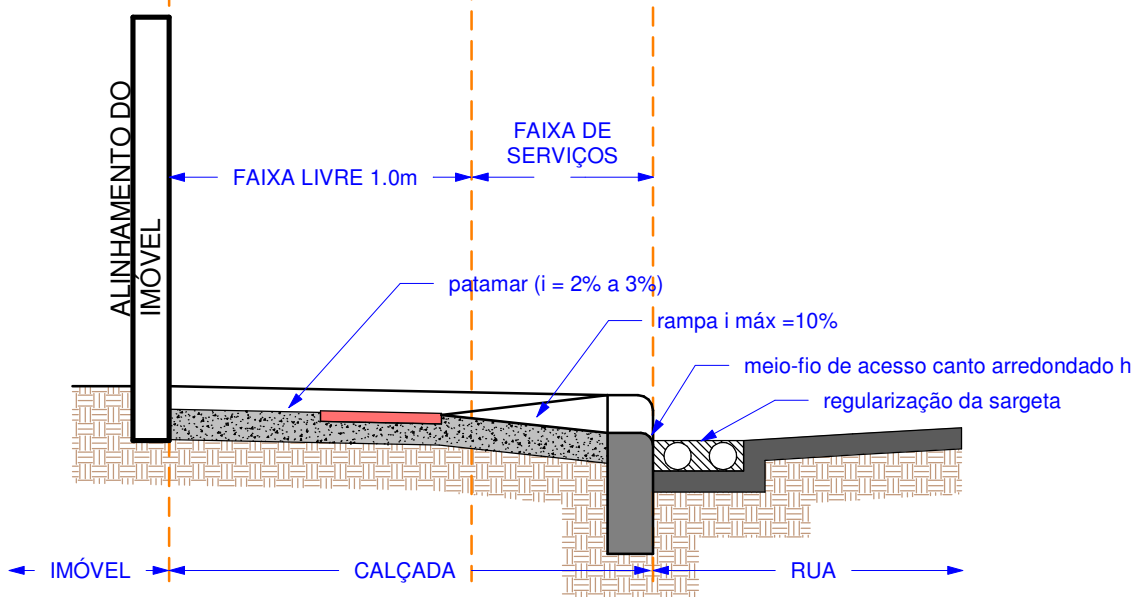 ALINHAMENTO DO
IMÓVEL
FAIXA DE
SERVIÇOS
FAIXA LIVRE 1.0m
patamar (i = 2% a 3%)
rampa i máx =10%
meio-fio de acesso canto arredondado h
regularização da sargeta
IMÓVEL
CALÇADA
RUA